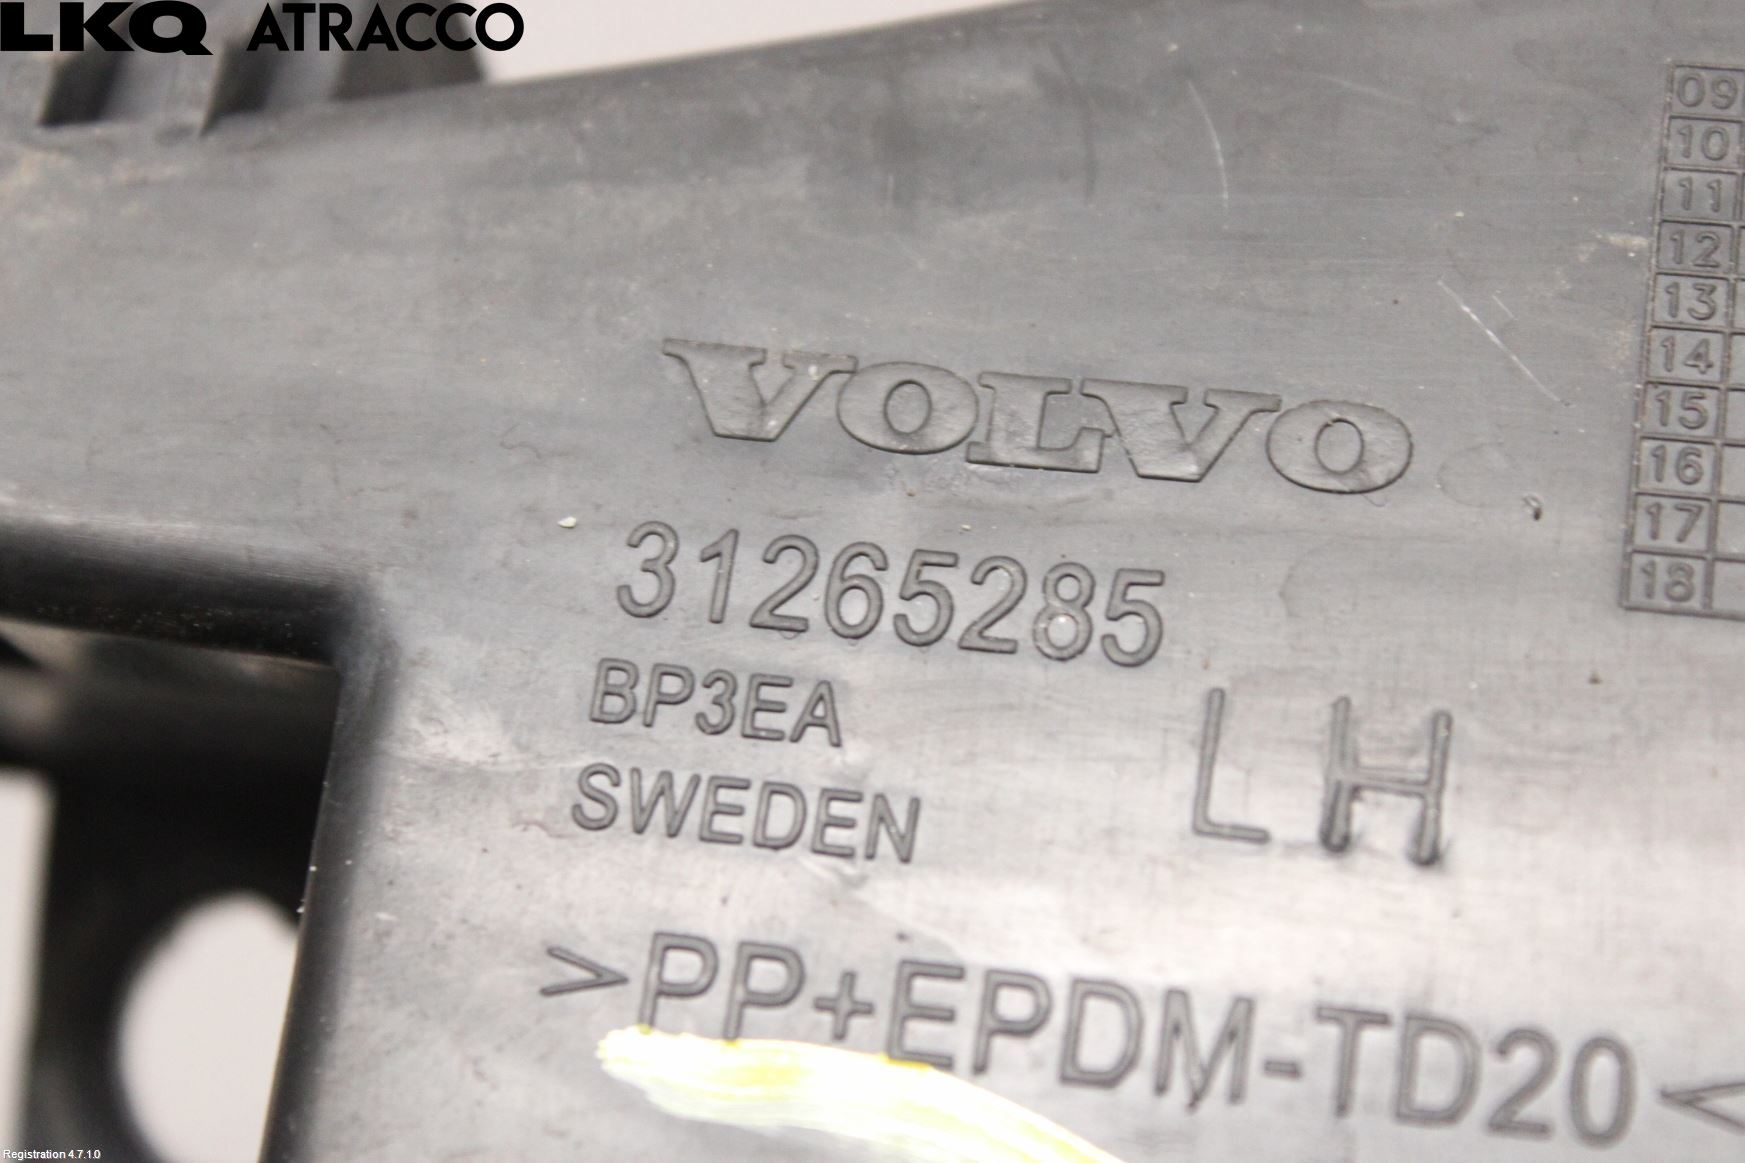 LKQ ATRACCO
09
10
11
12
13
14
15
16
17
18
VOLVO
31265285
BP3EA
LH
SWEDEN
>PP+EPDM-TD20<
Registration 4.7.1.0